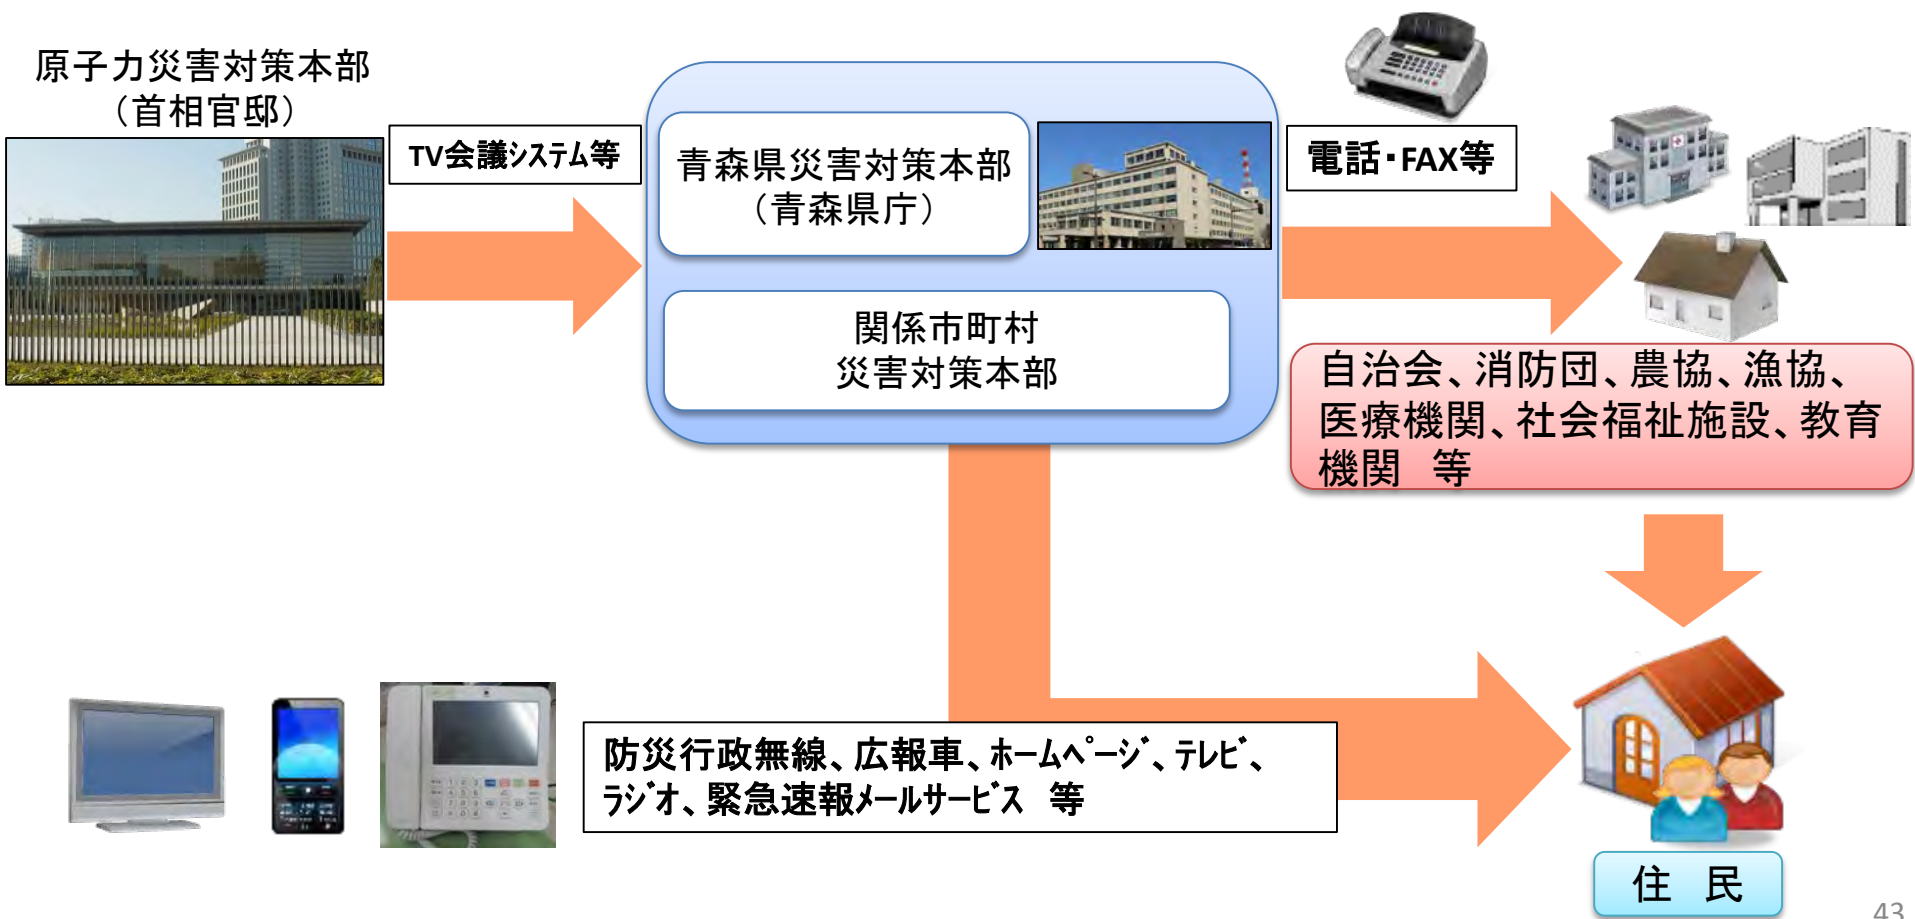 原子力災害対策本部
（首相官邸）
TV会議システム等
青森県災害対策本部
（青森県庁）
関係市町村
災害対策本部
電話・FAX等
自治会、消防団、農協、漁協、
医療機関、社会福祉施設、教育
機関　等
防災行政無線、広報車、ホームページ、テレビ、
ラジオ、緊急速報メールサービス　等
住　民
43